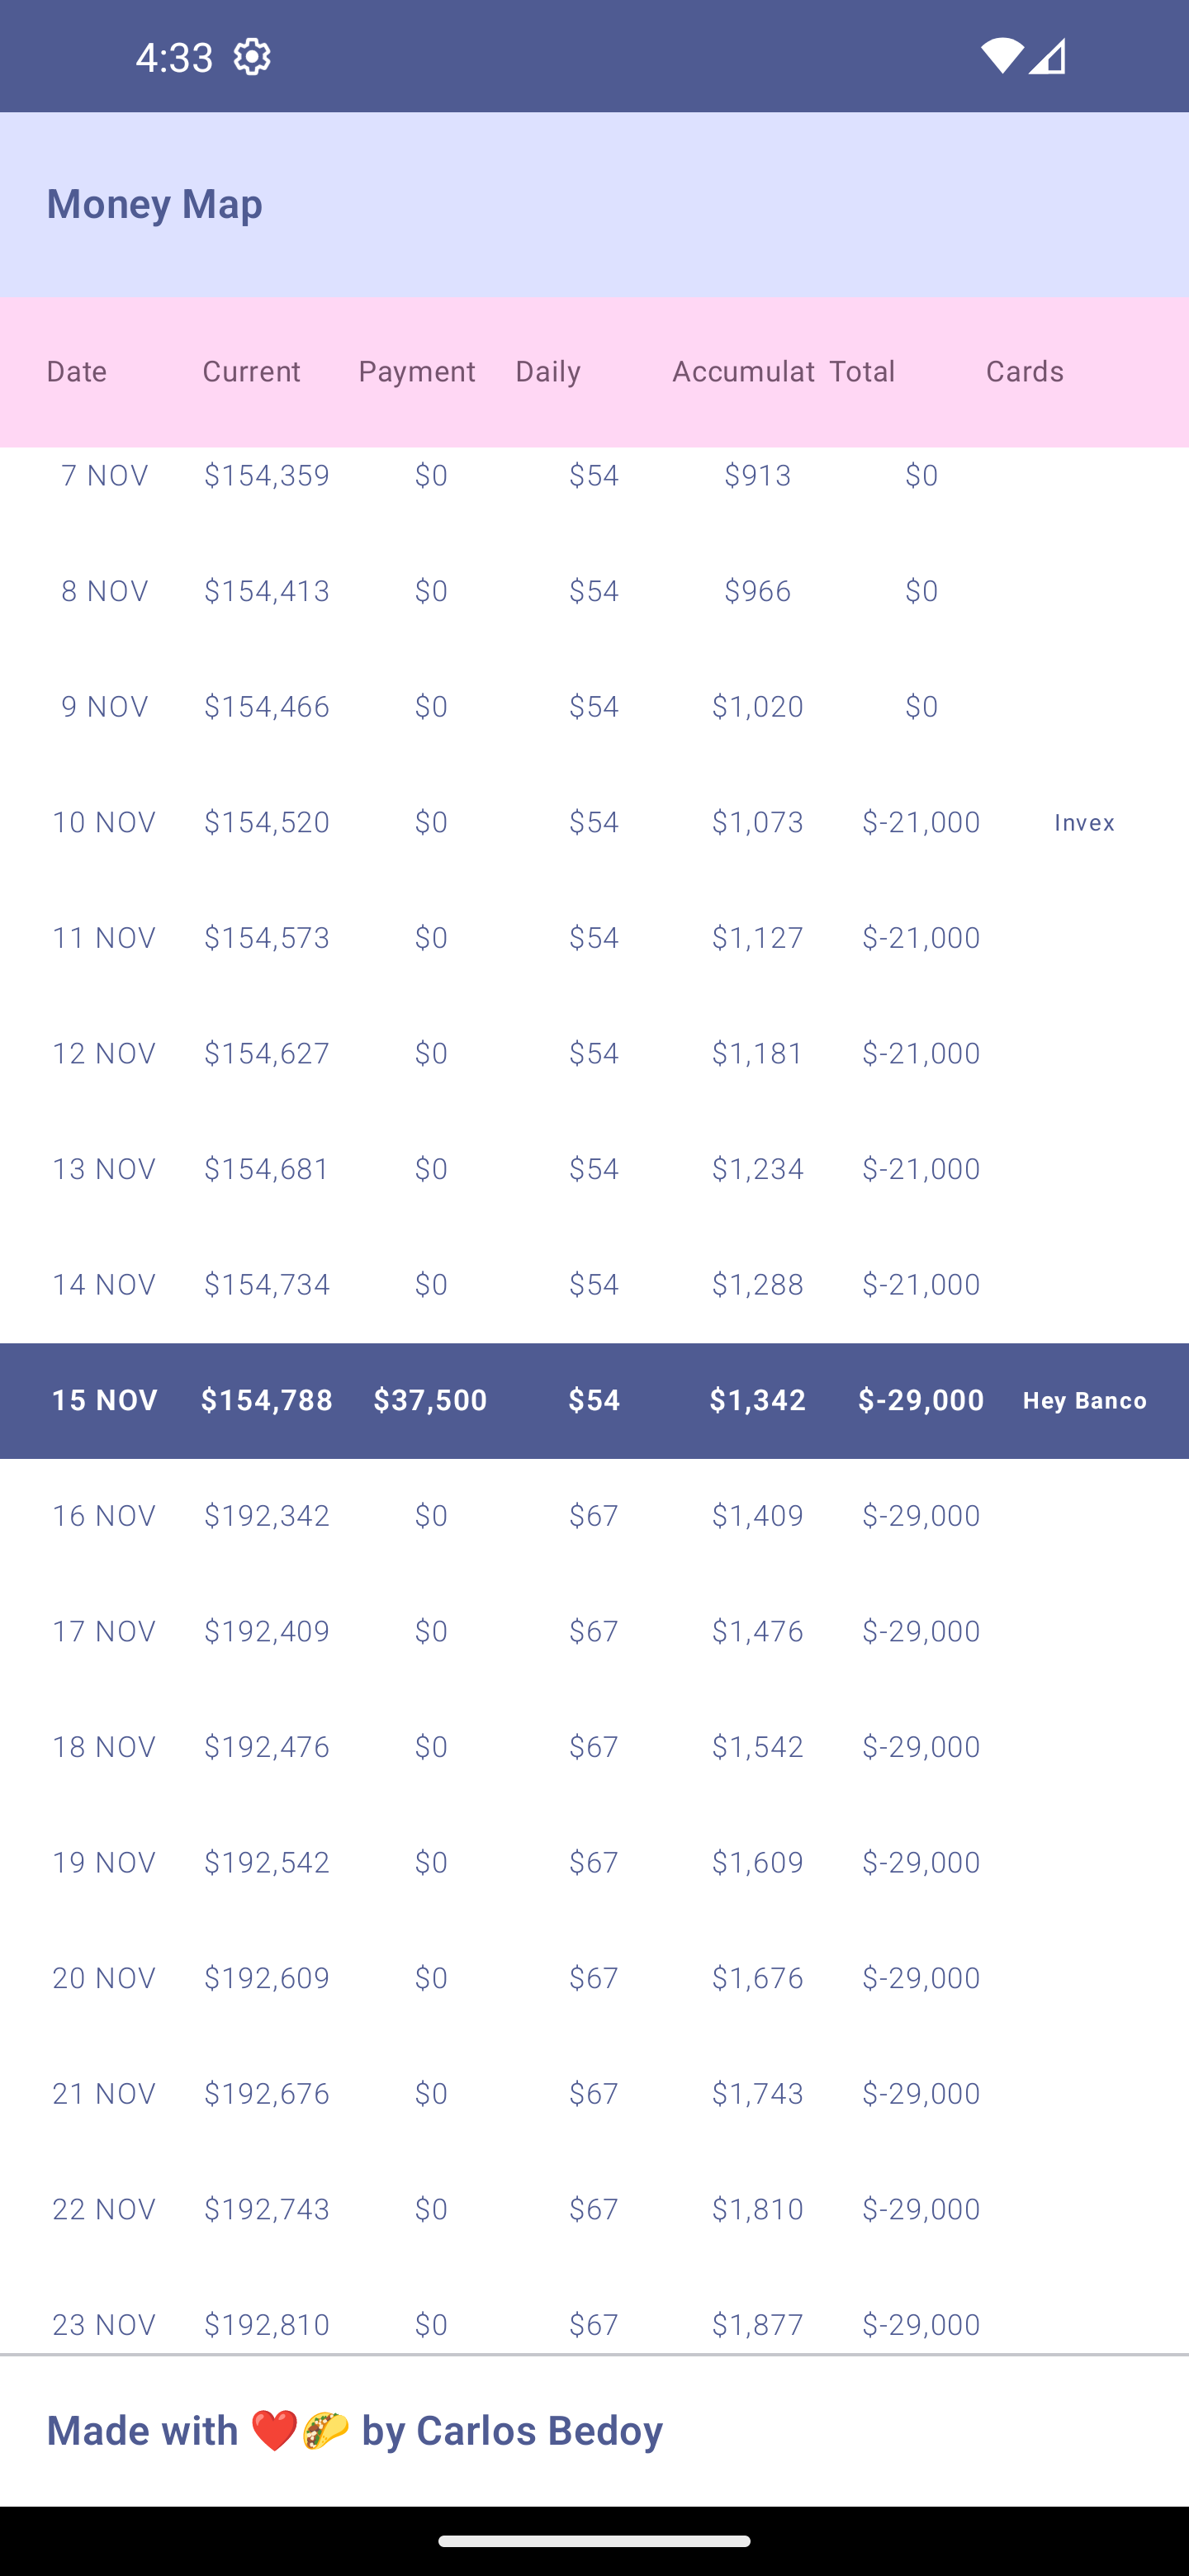 4:33
Money Map
Date Current Payment Daily Accumulat Total Cards
7 NOV $154,359 $0 $54 $913 $0
8 NOV $154,413 $0 $54 $966 $0
9 NOV $154,466 $0 $54 $1,020 $0
10 NOV $154,520 $0 $54 $1,073 $-21,000 Invex
11 NOV $154,573 $0 $54 $1,127 $-21,000
12 NOV $154,627 $0 $54 $1,181 $-21,000
13 NOV $154,681 $0 $54 $1,234 $-21,000
14 NOV $154,734 $0 $54 $1,288 $-21,000
15 NOV $154,788 $37,500 $54 $1,342 $-29,000 Hey Banco
16 NOV $192,342 $0 $67 $1,409 $-29,000
17 NOV $192,409 $0 $67 $1,476 $-29,000
18 NOV $192,476 $0 $67 $1,542 $-29,000
19 NOV $192,542 $0 $67 $1,609 $-29,000
20 NOV $192,609 $0 $67 $1,676 $-29,000
21 NOV $192,676 $0 $67 $1,743 $-29,000
22 NOV $192,743 $0 $67 $1,810 $-29,000
23 NOV $192,810 $0 $67 $1,877 $-29,000
Made with ❤️🌮 by Carlos Bedoy